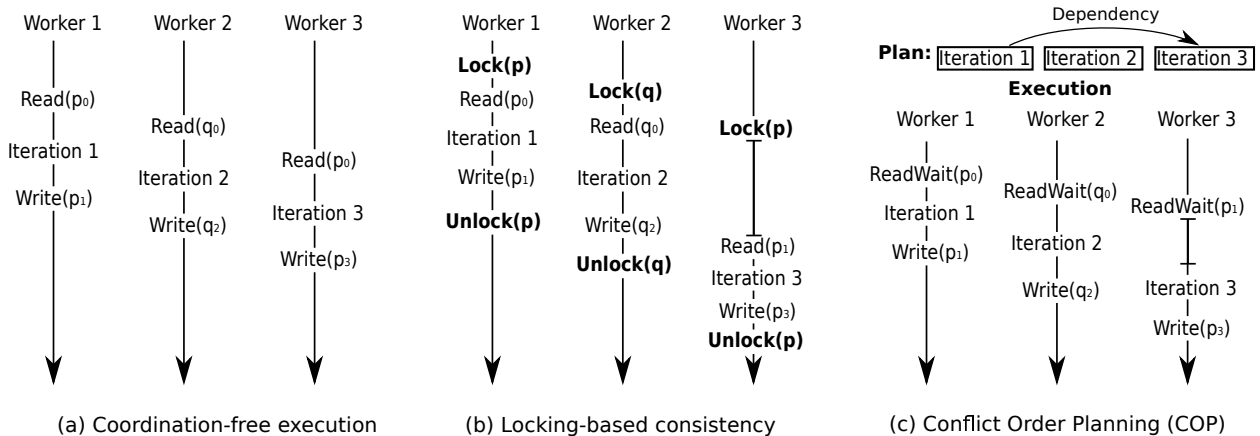 Worker 1
Read(p₀)
Iteration 1
Write(p₁)
Worker 2
Read(q₀)
Iteration 2
Write(q₂)
Worker 3
Read(p₀)
Iteration 3
Write(p₃)
(a) Coordination-free execution
Worker 1
Lock(p)
Read(p₀)
Iteration 1
Write(p₁)
Unlock(p)
Worker 2
Lock(q)
Read(q₀)
Iteration 2
Write(q₂)
Unlock(q)
Worker 3
Lock(p)
Read(p₁)
Iteration 3
Write(p₃)
Unlock(p)
(b) Locking-based consistency
Dependency
Plan: Iteration 1 Iteration 2 Iteration 3
Execution
Worker 1
ReadWait(p₀)
Iteration 1
Write(p₁)
Worker 2
ReadWait(q₀)
Iteration 2
Write(q₂)
Worker 3
ReadWait(p₁)
Iteration 3
Write(p₃)
(c) Conflict Order Planning (COP)